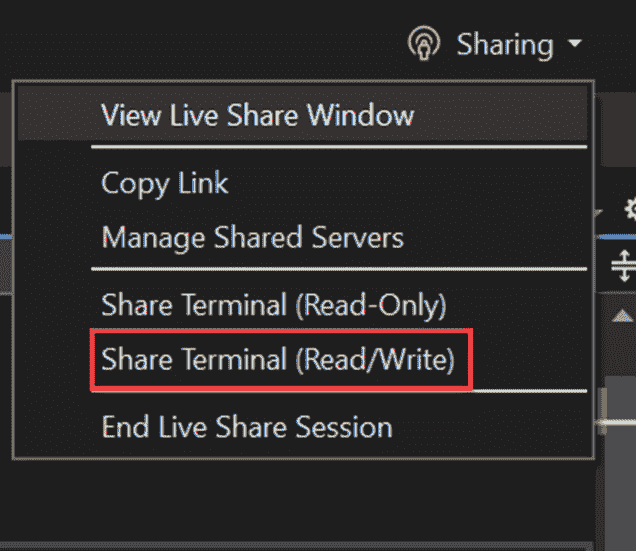 Sharing
View Live Share Window
Copy Link
Manage Shared Servers
Share Terminal (Read-Only)
Share Terminal (Read/Write)
End Live Share Session